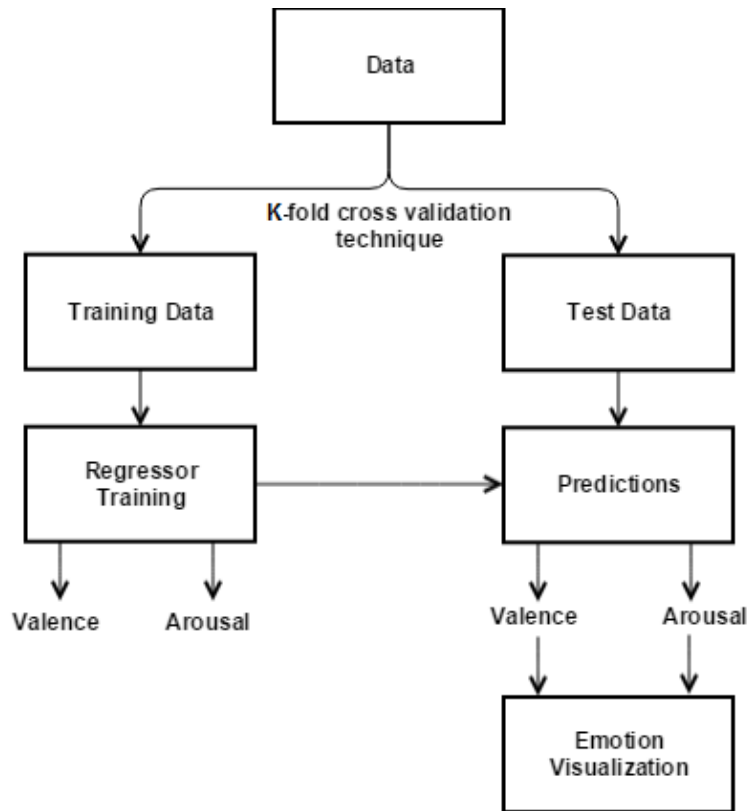 Data
K-fold cross validation
technique
Training Data
Test Data
Regressor
Training
Predictions
Valence
Arousal
Valence
Arousal
Emotion
Visualization